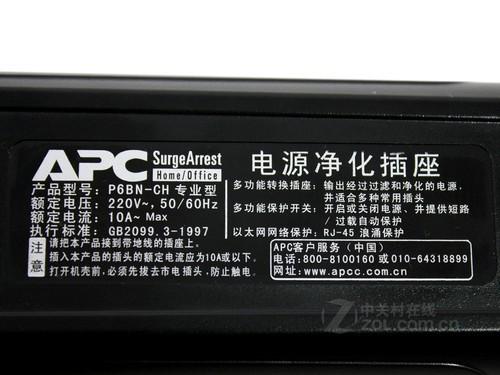 APC SurgeArrest
Home/Office
产品型号: P6BN-CH 专业型
额定电压: 220V~, 50/60Hz
额定电流: 10A~ Max
执行标准: GB2099.3-1997
电源净化插座
多功能转换插座: 输出经过过滤和净化的电源,
并适合多种常用插头
多功能保护开关: 开启或关闭电源、并提供短路
/过载自动保护
以太网网络保护: RJ-45 浪涌保护
注意
请把本产品接到带地线的插座上.
插入本产品的插头的额定电流应为10A或以下.
打开机壳前, 必须先拔去市电插头, 防止触电.
APC客户服务 (中国)
电话: 800-8100160 或 010-64318899
网址: www.apcc.com.cn
中关村在线
ZOL.com.cn